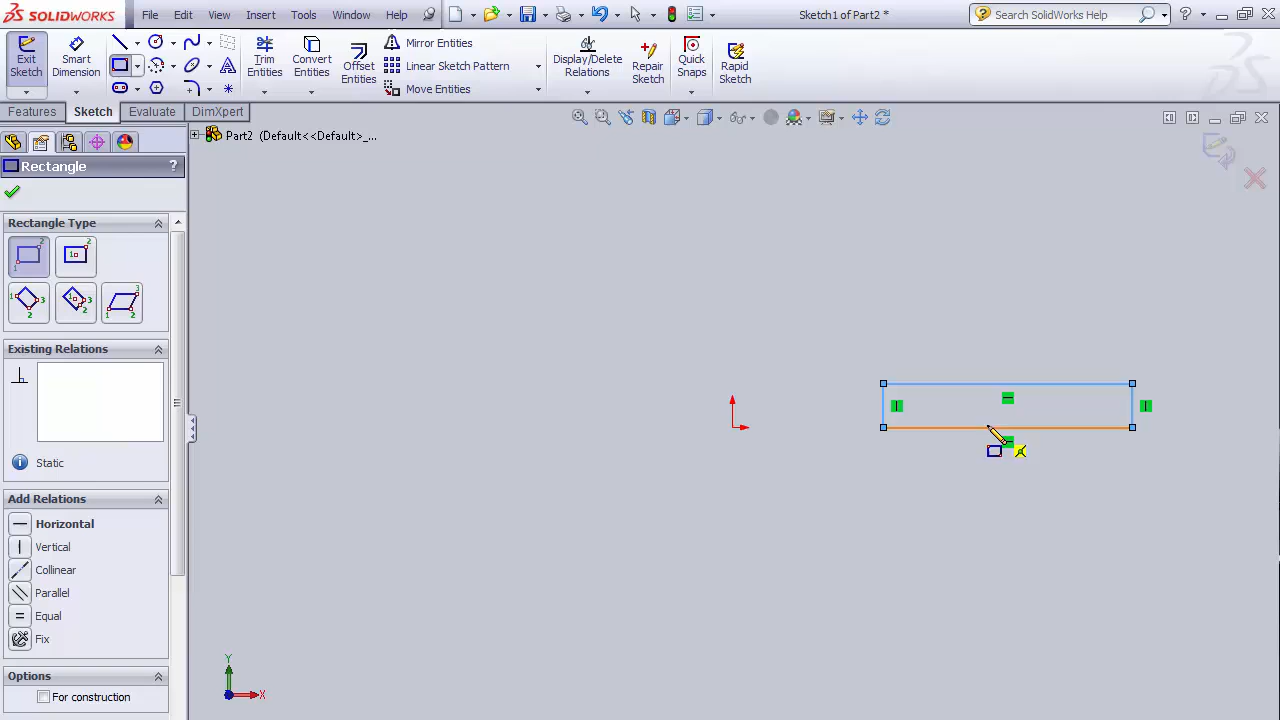 SOLIDWORKS File Edit View Insert Tools Window Help Sketch1 of Part2 * Search SolidWorks Help
Exit Sketch
Smart Dimension
Trim Entities
Convert Entities
Offset Entities
Mirror Entities
Linear Sketch Pattern
Move Entities
Display/Delete Relations
Repair Sketch
Quick Snaps
Rapid Sketch
Features Sketch Evaluate DimXpert
Part2 (Default<<Default>_...
Rectangle ?
Rectangle Type
Existing Relations
Static
Add Relations
Horizontal
Vertical
Collinear
Parallel
Equal
Fix
Options
For construction
Y
X